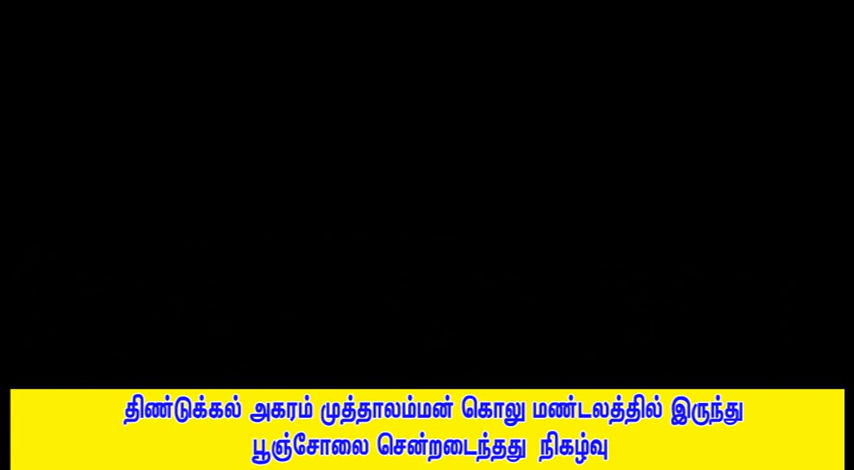 திண்டுக்கல் அகரம் முத்தாலம்மன் கொலு மண்டலத்தில் இருந்து
பூஞ்சோலை சென்றடைந்தது நிகழ்வு